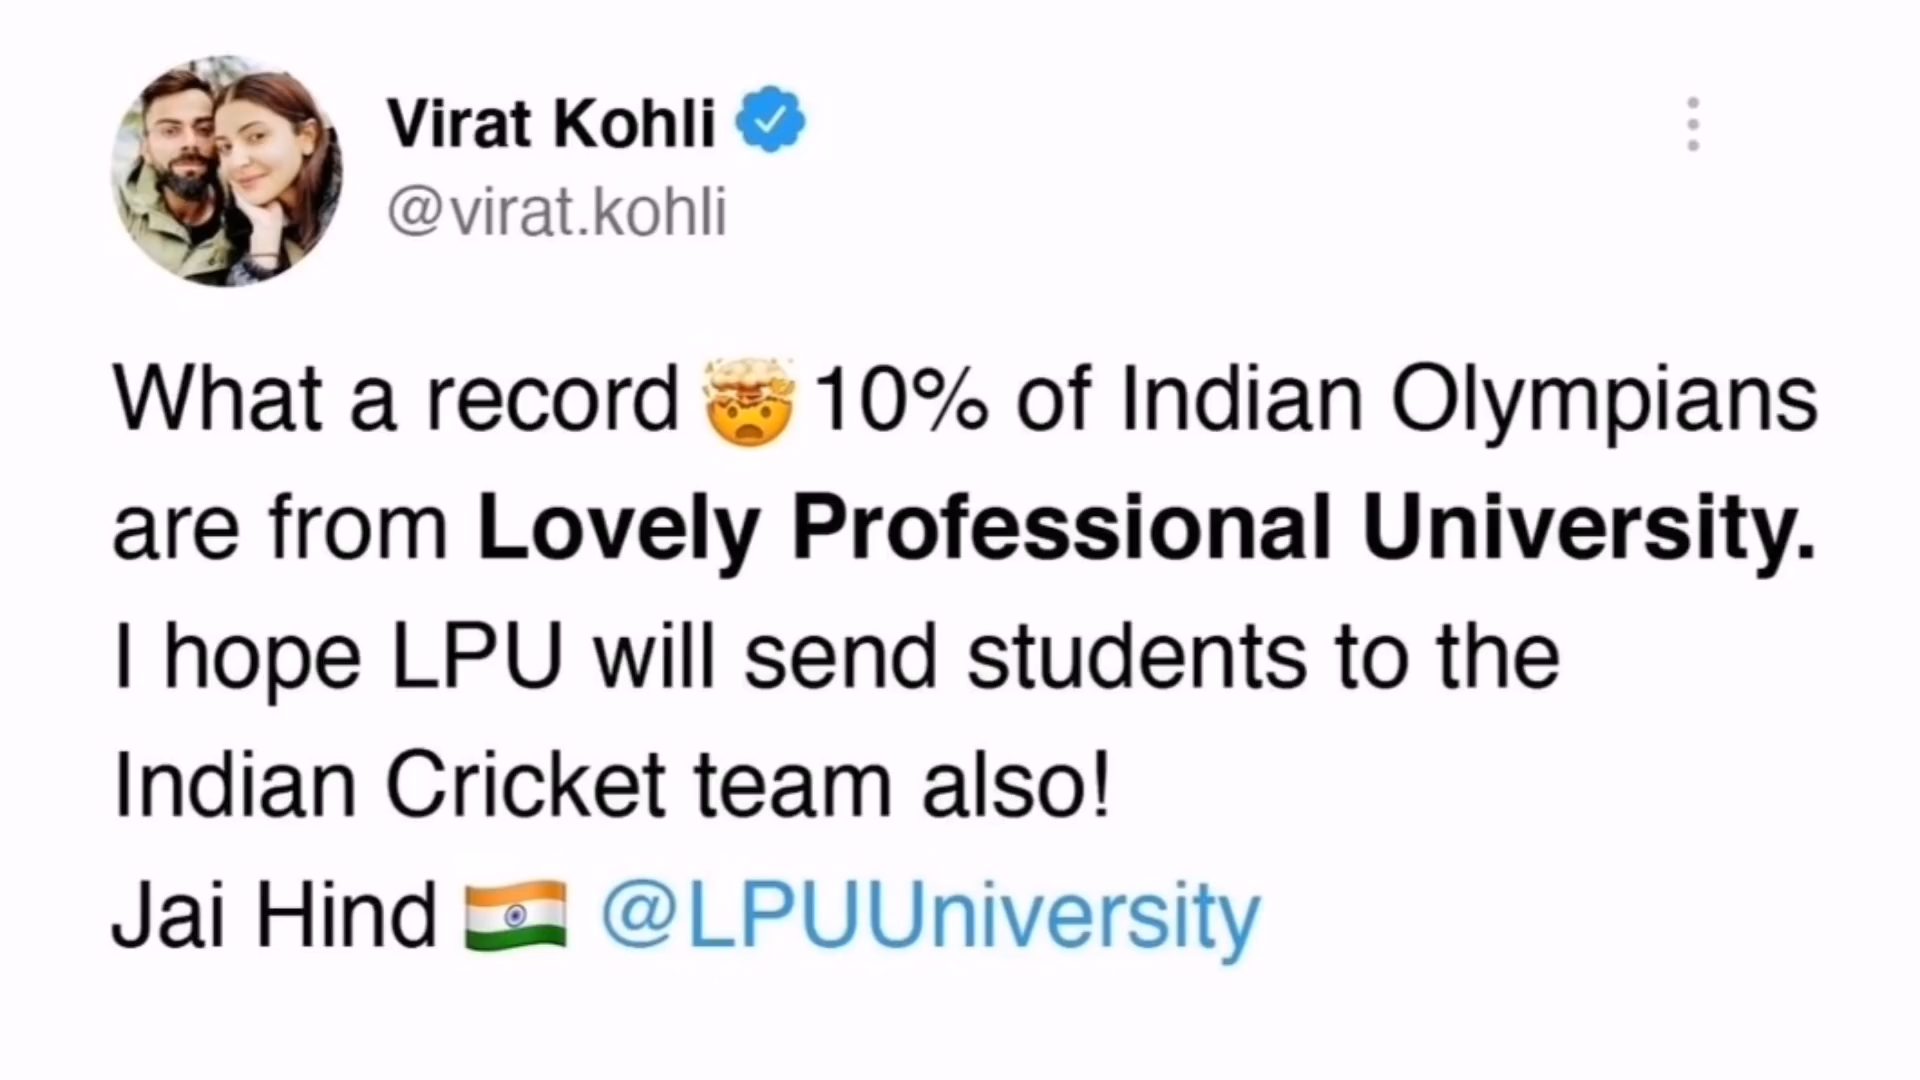 Virat Kohli
@virat.kohli
What a record 🤯 10% of Indian Olympians
are from Lovely Professional University.
I hope LPU will send students to the
Indian Cricket team also!
Jai Hind 🇮🇳 @LPUUniversity